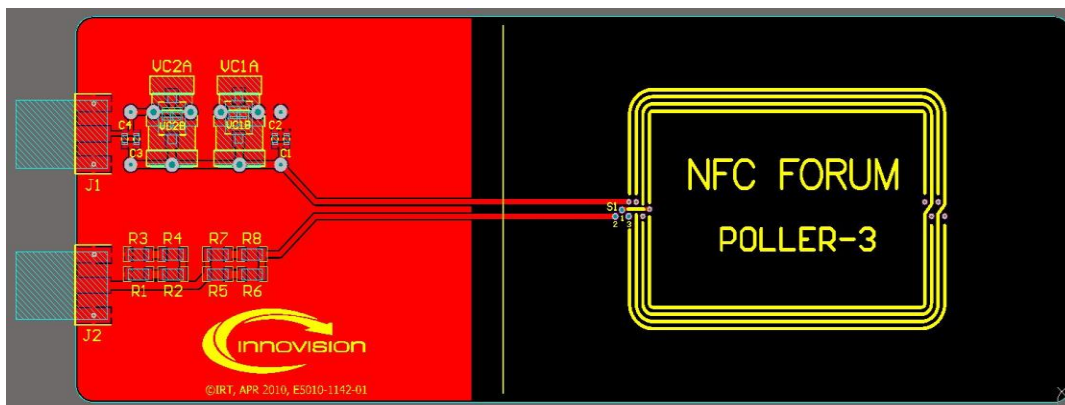 VC2A VC1A
C4 VC2B VC1B C2
C3 C1
J1
NFC FORUM
S1
2 1 3
POLLER-3
R3 R4 R7 R8
R1 R2 R5 R6
J2
INNOVISION
©IRT, APR 2010, E5010-1142-01